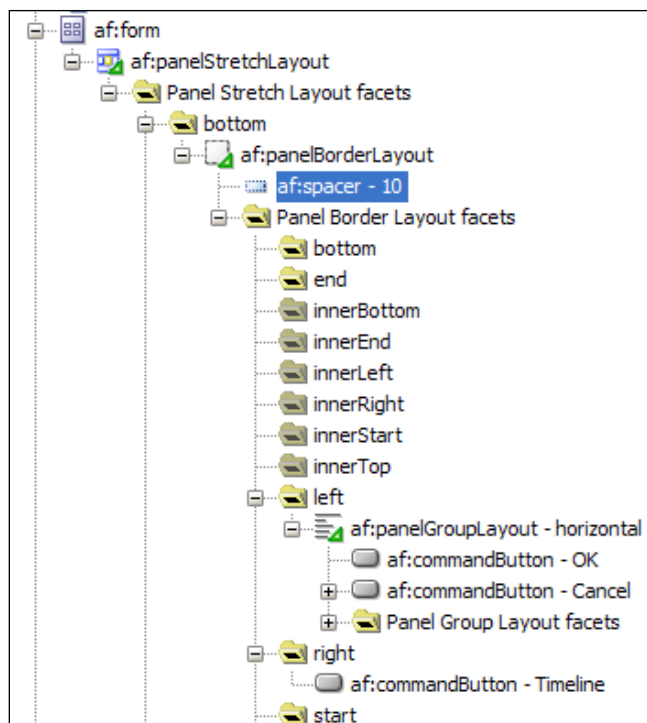 af:form
af:panelStretchLayout
Panel Stretch Layout facets
bottom
af:panelBorderLayout
af:spacer - 10
Panel Border Layout facets
bottom
end
innerBottom
innerEnd
innerLeft
innerRight
innerStart
innerTop
left
af:panelGroupLayout - horizontal
af:commandButton - OK
af:commandButton - Cancel
Panel Group Layout facets
right
af:commandButton - Timeline
start